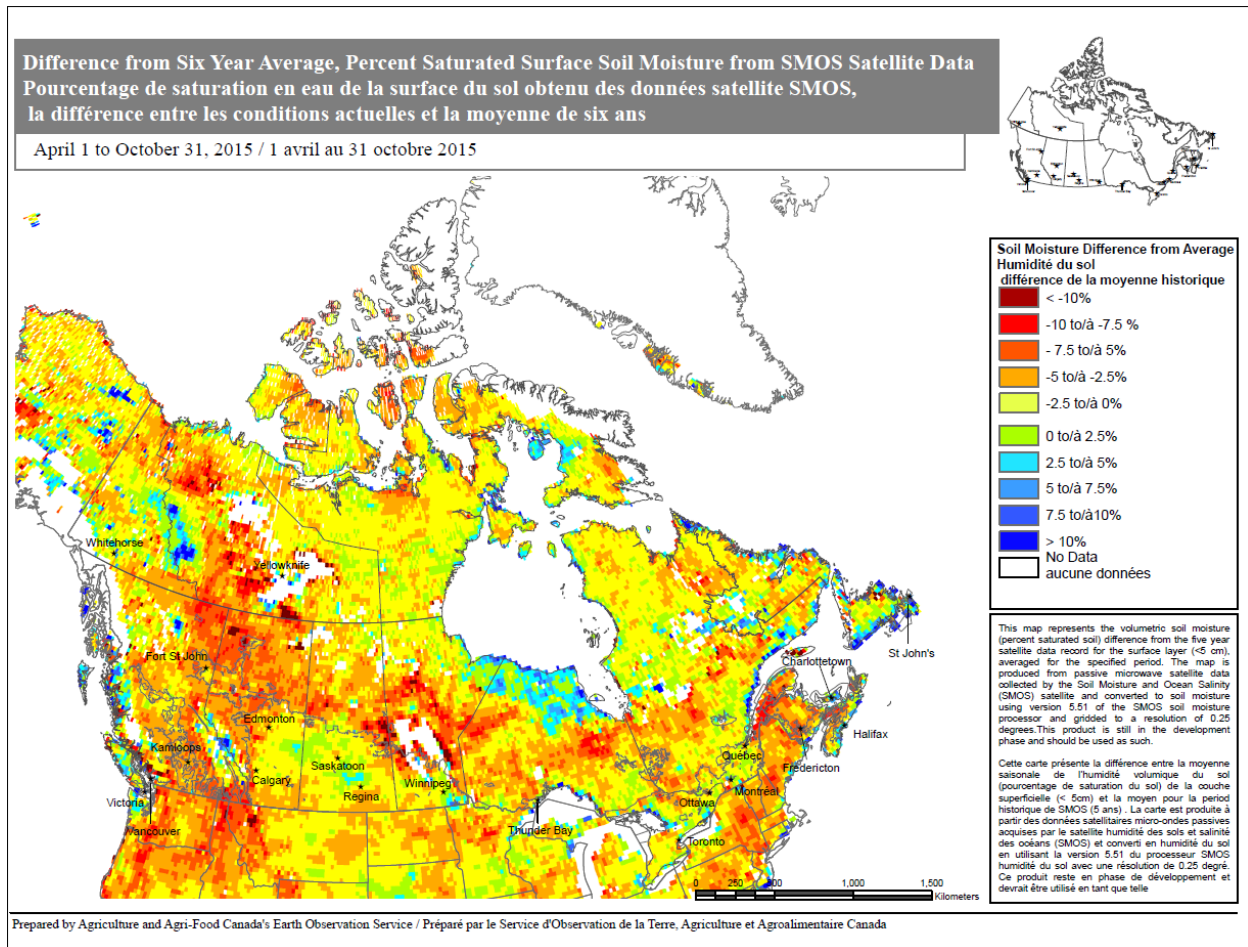 Difference from Six Year Average, Percent Saturated Surface Soil Moisture from SMOS Satellite Data
Pourcentage de saturation en eau de la surface du sol obtenu des données satellite SMOS,
la différence entre les conditions actuelles et la moyenne de six ans
April 1 to October 31, 2015 / 1 avril au 31 octobre 2015
Soil Moisture Difference from Average
Humidité du sol
différence de la moyenne historique
< -10%
-10 to/à -7.5 %
- 7.5 to/à 5%
-5 to/à -2.5%
-2.5 to/à 0%
0 to/à 2.5%
2.5 to/à 5%
5 to/à 7.5%
7.5 to/à10%
> 10%
No Data
aucune données
Whitehorse
Yellowknife
Fort St John
Edmonton
Kamloops
Calgary
Saskatoon
Regina
Winnipeg
Victoria
Vancouver
Thunder Bay
Toronto
Ottawa
Montréal
Québec
Fredericton
Halifax
Charlottetown
St John's
0 250 500 1,000 1,500
Kilometers
This map represents the volumetric soil moisture
(percent saturated soil) difference from the five year
satellite data record for the surface layer (<5 cm),
averaged for the specified period. The map is
produced from passive microwave satellite data
collected by the Soil Moisture and Ocean Salinity
(SMOS) satellite and converted to soil moisture
using version 5.51 of the SMOS soil moisture
processor and gridded to a resolution of 0.25
degrees.This product is still in the development
phase and should be used as such.
Cette carte présente la différence entre la moyenne
saisonale de l'humidité volumique du sol
(pourcentage de saturation du sol) de la couche
superficielle (< 5cm) et la moyen pour la period
historique de SMOS (5 ans) . La carte est produite à
partir des données satellitaires micro-ondes passives
acquises par le satellite humidité des sols et salinité
des océans (SMOS) et converti en humidité du sol
en utilisant la version 5.51 du processeur SMOS
humidité du sol avec une résolution de 0.25 degré.
Ce produit reste en phase de développement et
devrait être utilisé en tant que telle
Prepared by Agriculture and Agri-Food Canada's Earth Observation Service / Préparé par le Service d'Observation de la Terre, Agriculture et Agroalimentaire Canada